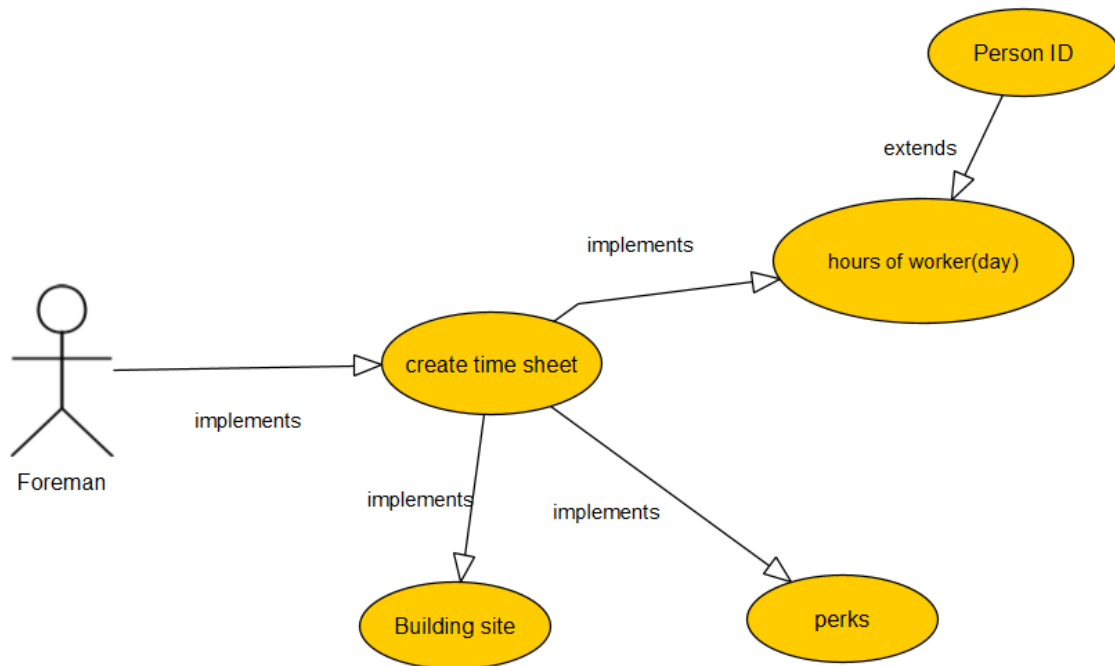 Person ID
extends
implements
hours of worker(day)
create time sheet
implements
Foreman
implements
implements
Building site
perks